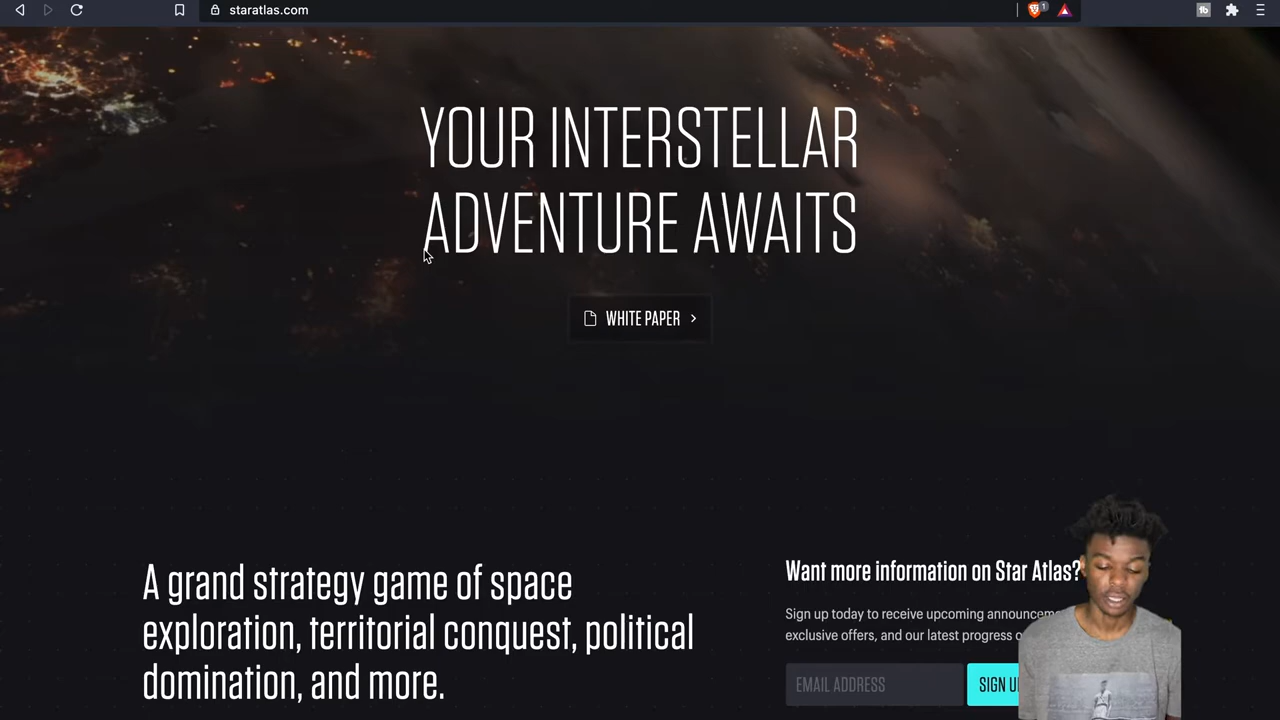 staratlas.com
1
YOUR INTERSTELLAR
ADVENTURE AWAITS
WHITE PAPER
A grand strategy game of space
exploration, territorial conquest, political
domination, and more.
Want more information on Star Atlas?
Sign up today to receive upcoming
exclusive offers, and our latest progress
EMAIL ADDRESS
SIGN